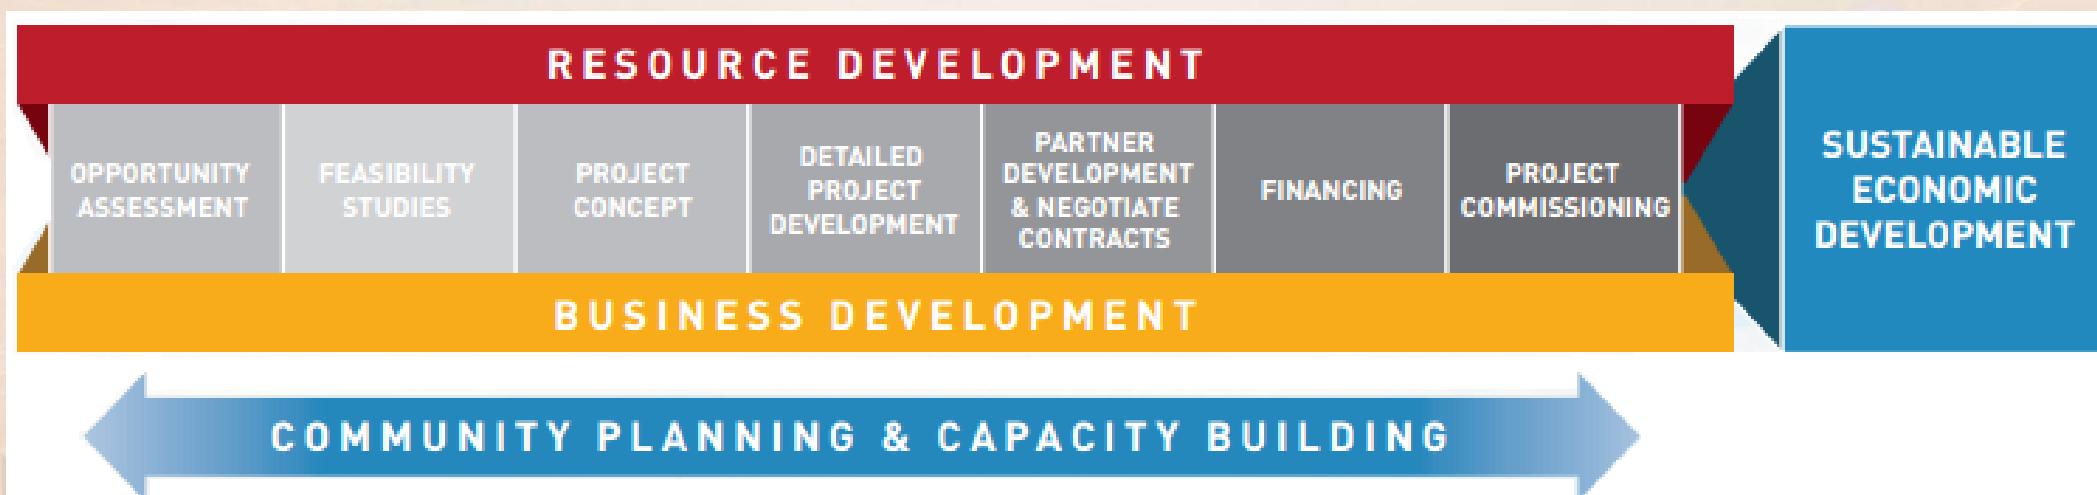 RESOURCE DEVELOPMENT
OPPORTUNITY
ASSESSMENT
FEASIBILITY
STUDIES
PROJECT
CONCEPT
DETAILED
PROJECT
DEVELOPMENT
PARTNER
DEVELOPMENT
& NEGOTIATE
CONTRACTS
FINANCING
PROJECT
COMMISSIONING
SUSTAINABLE
ECONOMIC
DEVELOPMENT
BUSINESS DEVELOPMENT
COMMUNITY PLANNING & CAPACITY BUILDING